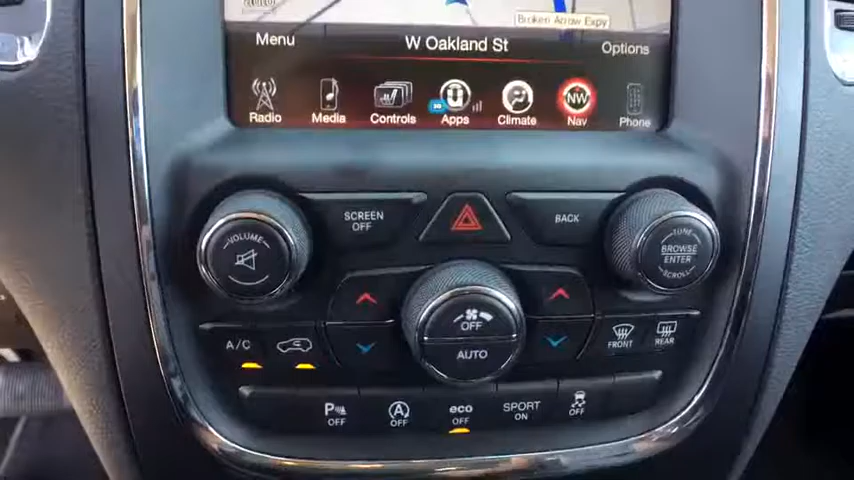 Broken Arrow Expy
Menu
W Oakland St
Options
Radio
Media
Controls
Apps
Climate
NW
Nav
Phone
VOLUME
SCREEN
OFF
BACK
TUNE
BROWSE
ENTER
SCROLL
OFF
AUTO
A/C
FRONT
REAR
P
OFF
A
OFF
eco
OFF
SPORT
ON
OFF